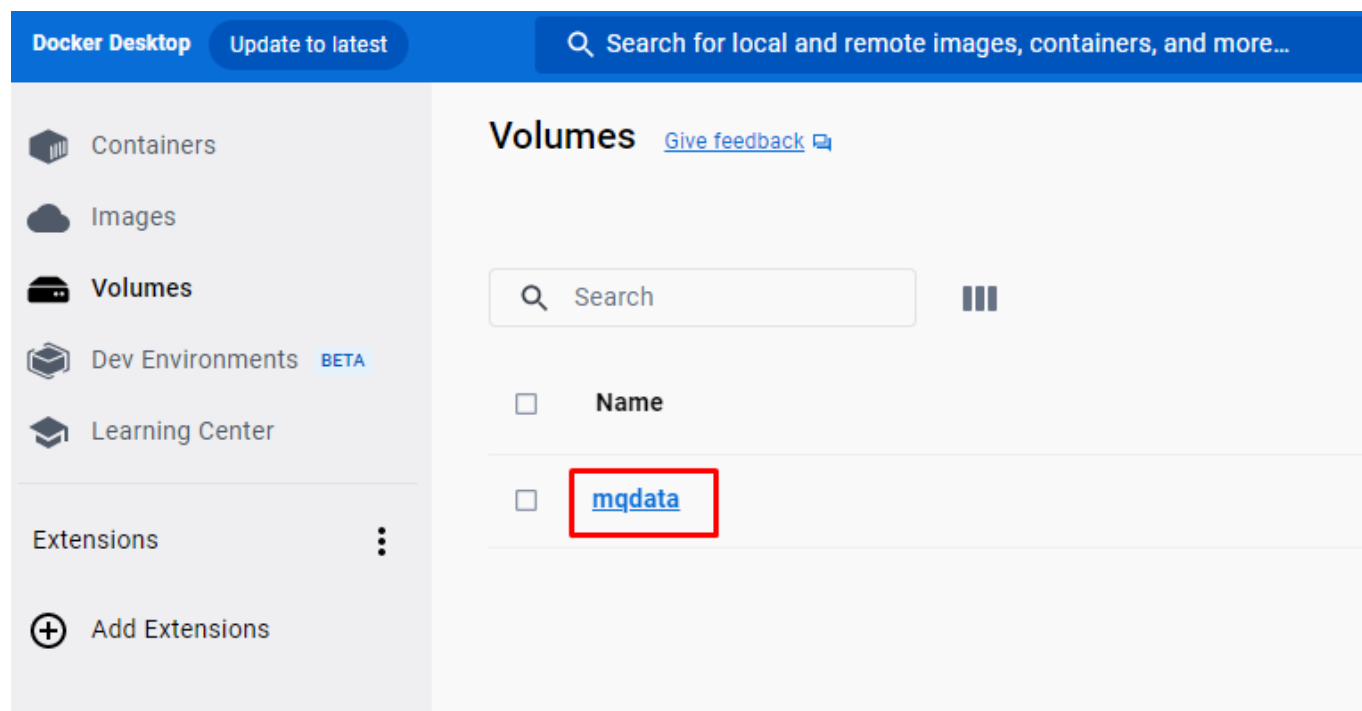 Docker Desktop Update to latest Search for local and remote images, containers, and more...
Containers
Images
Volumes
Dev Environments BETA
Learning Center
Extensions
Add Extensions
Volumes Give feedback
Search
Name
mqdata